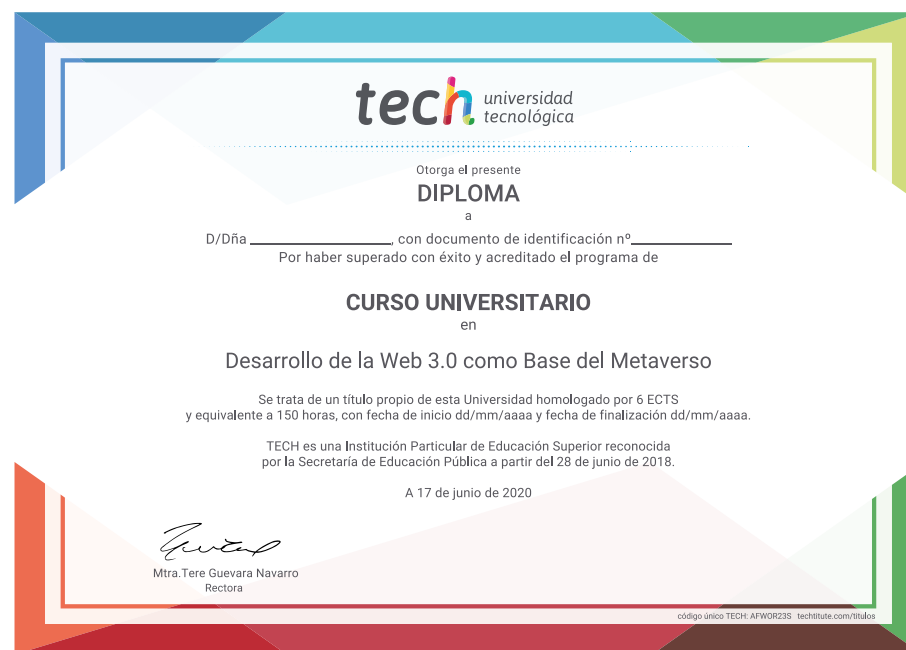 tech universidad
tecnológica
Otorga el presente
DIPLOMA
a
D/Dña ________________, con documento de identificación nº____________
Por haber superado con éxito y acreditado el programa de
CURSO UNIVERSITARIO
en
Desarrollo de la Web 3.0 como Base del Metaverso
Se trata de un título propio de esta Universidad homologado por 6 ECTS
y equivalente a 150 horas, con fecha de inicio dd/mm/aaaa y fecha de finalización dd/mm/aaaa.
TECH es una Institución Particular de Educación Superior reconocida
por la Secretaría de Educación Pública a partir del 28 de junio de 2018.
A 17 de junio de 2020
Mtra.Tere Guevara Navarro
Rectora
código único TECH: AFWOR23S techtitute.com/titulos